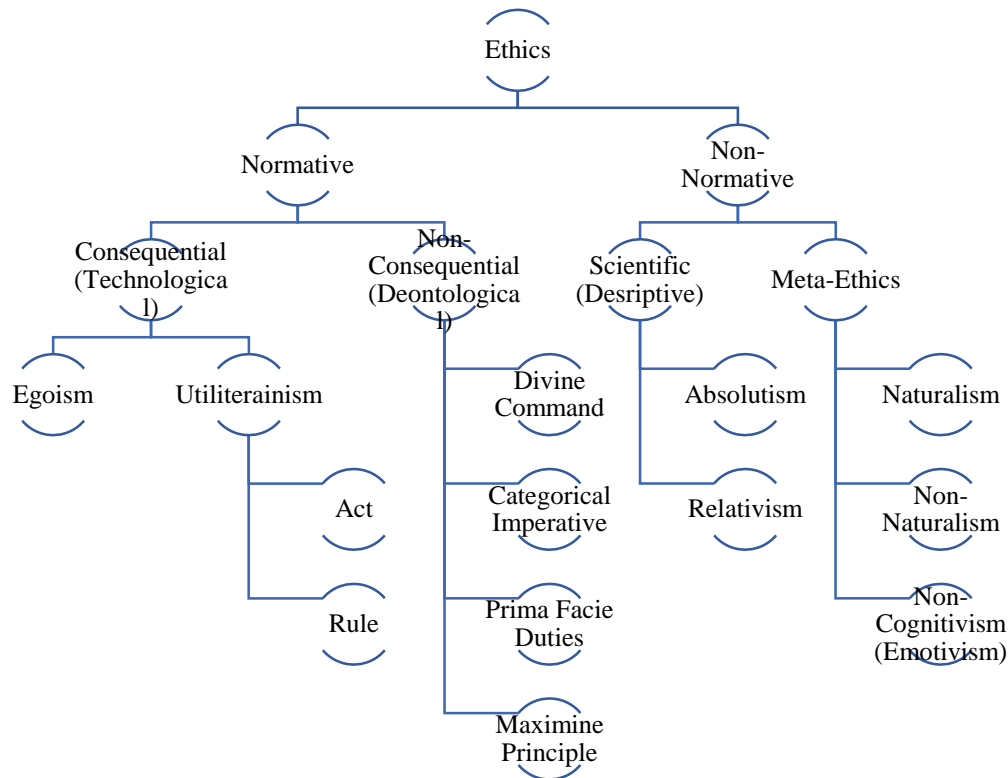 Ethics
Normative
Non-
Normative
Consequential
(Technologica
l)
Non-
Consequential
(Deontologica
l)
Scientific
(Desriptive)
Meta-Ethics
Egoism
Utiliterainism
Divine
Command
Absolutism
Naturalism
Act
Categorical
Imperative
Relativism
Non-
Naturalism
Rule
Prima Facie
Duties
Non-
Cognitivism
(Emotivism)
Maximine
Principle